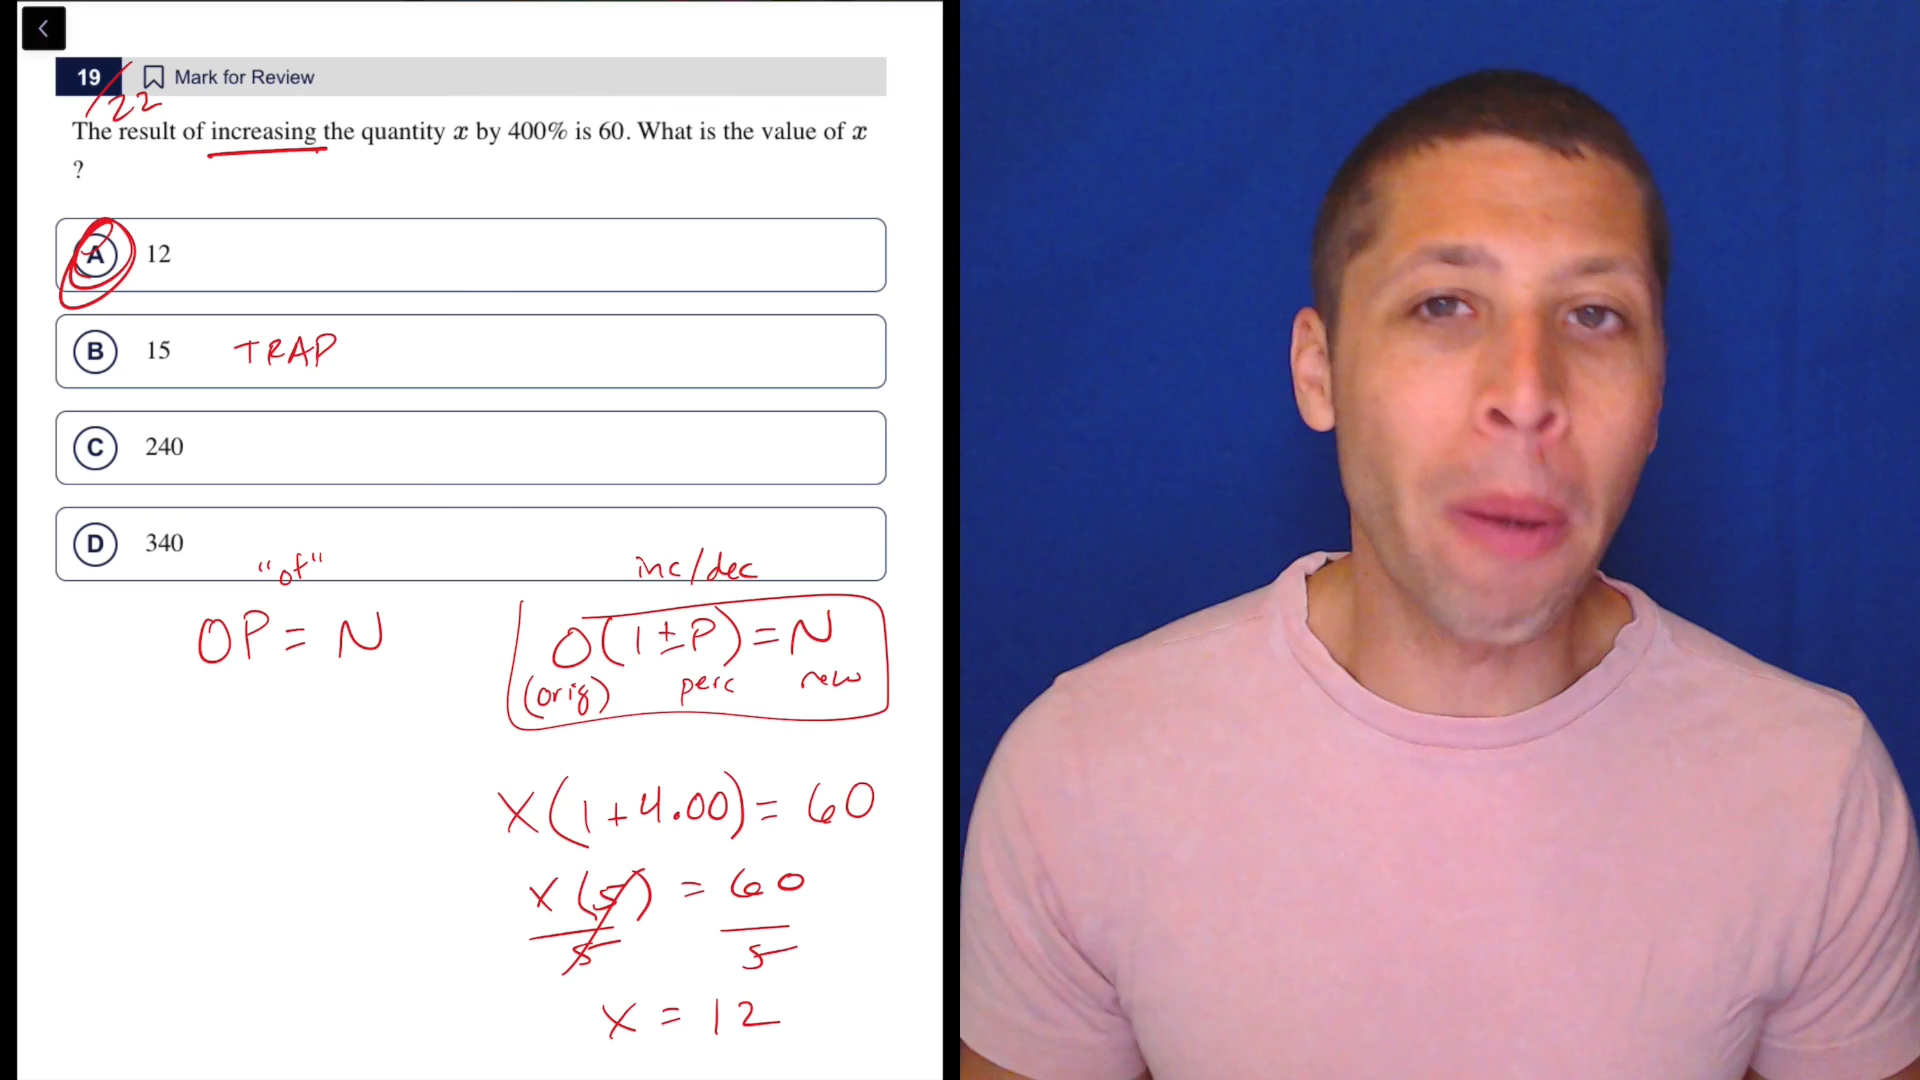 19 Mark for Review
/22
The result of increasing the quantity x by 400% is 60. What is the value of x
?
A 12
B 15 TRAP
C 240
D 340
"of" inc/dec
OP = N O(1 ± P) = N
(orig) perc new
x(1+4.00) = 60
x(5) = 60
5 5
x = 12